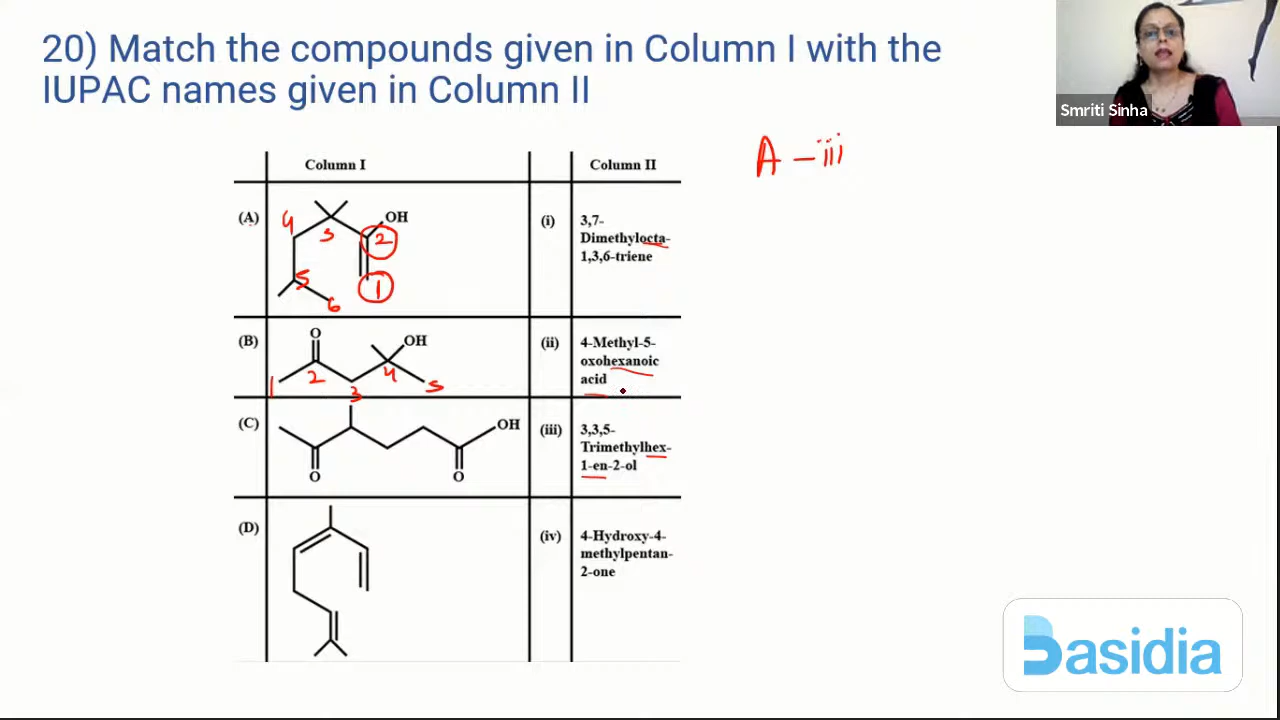 20) Match the compounds given in Column I with the
IUPAC names given in Column II
Smriti Sinha
A - iii
Column I
Column II
(A)
OH
4
3
2
5
1
6
(i)
3,7-
Dimethylocta-
1,3,6-triene
(B)
O
OH
1
2
3
4
5
(ii)
4-Methyl-5-
oxohexanoic
acid
(C)
OH
O
O
(iii)
3,3,5-
Trimethylhex-
1-en-2-ol
(D)
(iv)
4-Hydroxy-4-
methylpentan-
2-one
Basidia